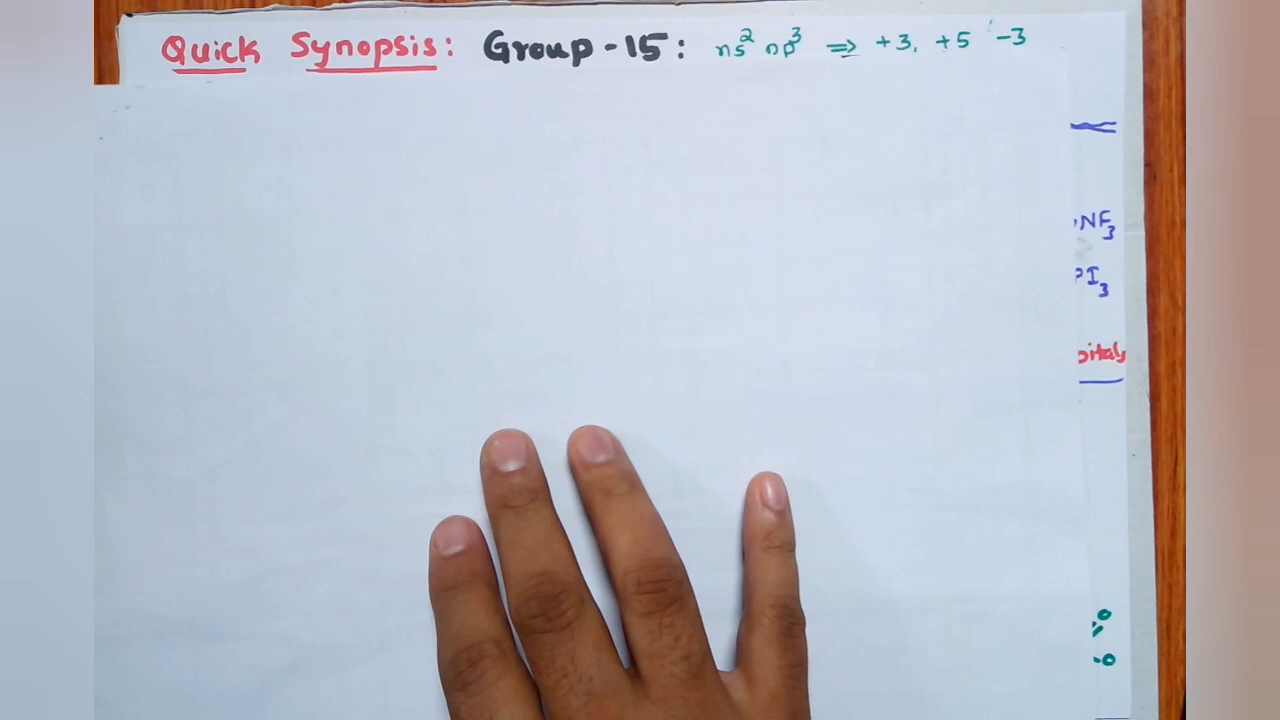 Quick Synopsis: Group-15: ns² np³ ⇒ +3, +5 -3
NF₃
PI₃